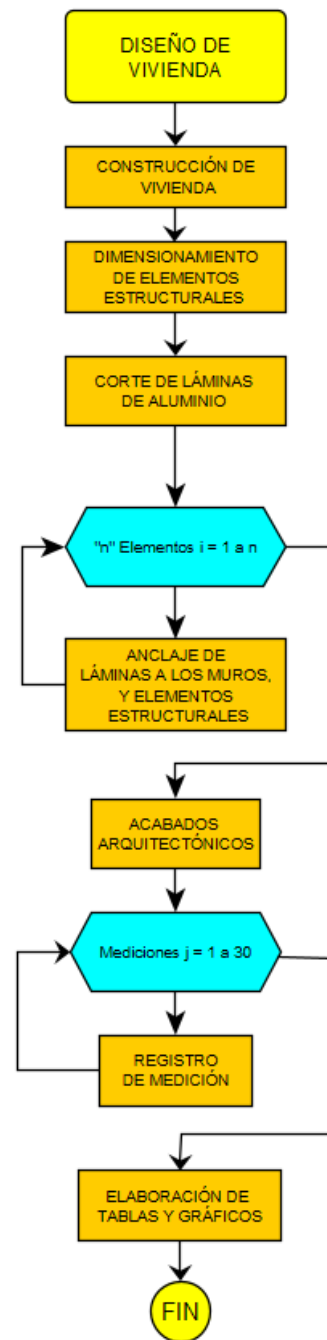 DISEÑO DE
VIVIENDA
CONSTRUCCIÓN DE
VIVIENDA
DIMENSIONAMIENTO
DE ELEMENTOS
ESTRUCTURALES
CORTE DE LÁMINAS
DE ALUMINIO
"n" Elementos i = 1 a n
ANCLAJE DE
LÁMINAS A LOS MUROS,
Y ELEMENTOS
ESTRUCTURALES
ACABADOS
ARQUITECTÓNICOS
Mediciones j = 1 a 30
REGISTRO
DE MEDICIÓN
ELABORACIÓN DE
TABLAS Y GRÁFICOS
FIN